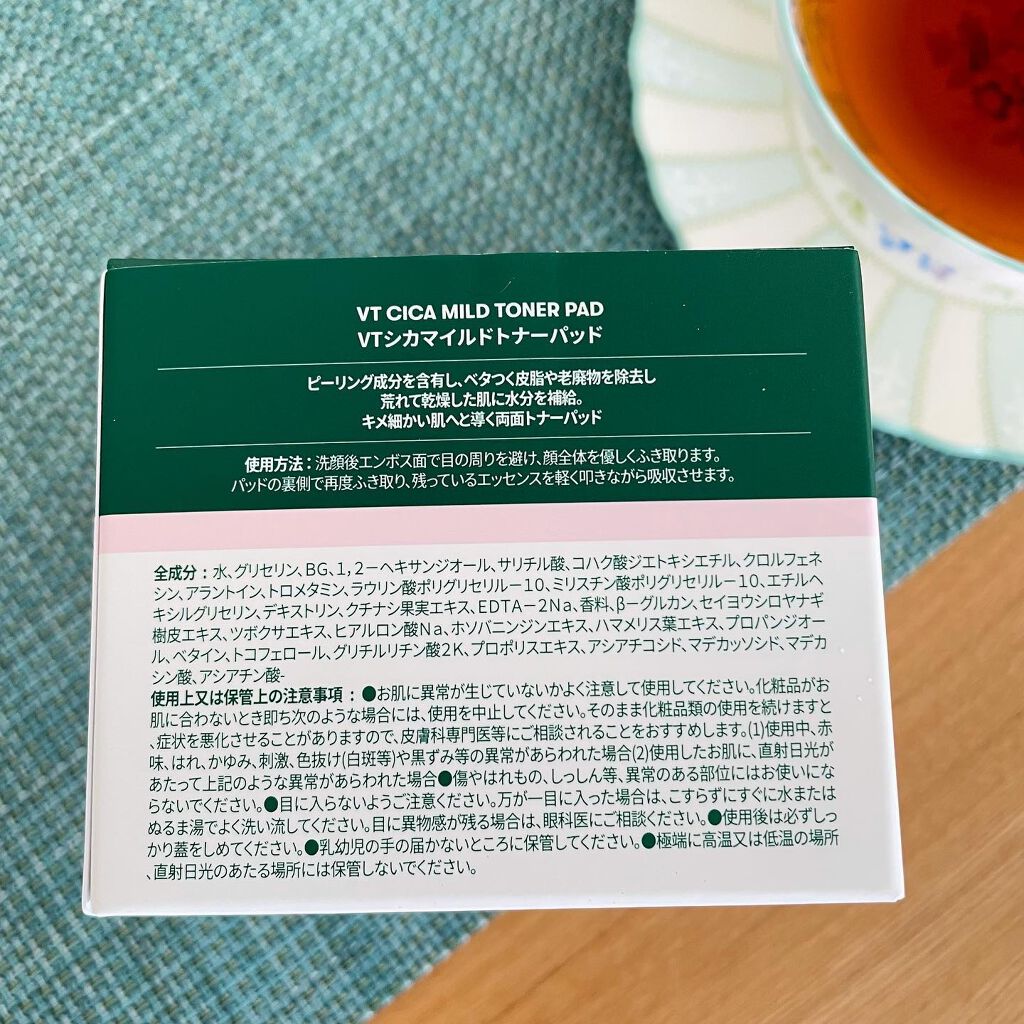 VT CICA MILD TONER PAD
VTシカマイルドトナーパッド
ピーリング成分を含有し、ベタつく皮脂や老廃物を除去し
荒れて乾燥した肌に水分を補給。
キメ細かい肌へと導く両面トナーパッド
使用方法：洗顔後エンボス面で目の周りを避け、顔全体を優しくふき取ります。
パッドの裏側で再度ふき取り、残っているエッセンスを軽く叩きながら吸収させます。
全成分：水、グリセリン、BG、1，2－ヘキサンジオール、サリチル酸、コハク酸ジエトキシエチル、クロルフェネ
シン、アラントイン、トロメタミン、ラウリン酸ポリグリセリル－10、ミリスチン酸ポリグリセリル－10、エチルヘ
キシルグリセリン、デキストリン、クチナシ果実エキス、EDTA－2Na、香料、β－グルカン、セイヨウシロヤナギ
樹皮エキス、ツボクサエキス、ヒアルロン酸Na、ホソバニンジンエキス、ハマメリス葉エキス、プロパンジオー
ル、ベタイン、トコフェロール、グリチルリチン酸2K、プロポリスエキス、アシアチコシド、マデカッソシド、マデカ
シン酸、アシアチン酸-
使用上又は保管上の注意事項：●お肌に異常が生じていないかよく注意して使用してください。化粧品がお
肌に合わないとき即ち次のような場合には、使用を中止してください。そのまま化粧品類の使用を続けますと
、症状を悪化させることがありますので、皮膚科専門医等にご相談されることをおすすめします。(1)使用中、赤
味、はれ、かゆみ、刺激、色抜け(白斑等)や黒ずみ等の異常があらわれた場合(2)使用したお肌に、直射日光が
あたって上記のような異常があらわれた場合●傷やはれもの、しっしん等、異常のある部位にはお使いにな
らないでください。●目に入らないようご注意ください。万が一目に入った場合は、こすらずにすぐに水または
ぬるま湯でよく洗い流してください。目に異物感が残る場合は、眼科医にご相談ください。●使用後は必ずしっ
かり蓋をしめてください。●乳幼児の手の届かないところに保管してください。●極端に高温又は低温の場所
、直射日光のあたる場所には保管しないでください。